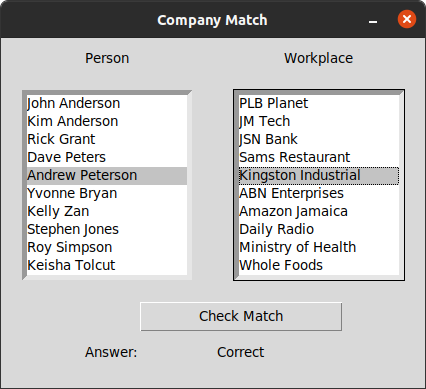 Company Match
Person Workplace
John Anderson PLB Planet
Kim Anderson JM Tech
Rick Grant JSN Bank
Dave Peters Sams Restaurant
Andrew Peterson Kingston Industrial
Yvonne Bryan ABN Enterprises
Kelly Zan Amazon Jamaica
Stephen Jones Daily Radio
Roy Simpson Ministry of Health
Keisha Tolcut Whole Foods
Check Match
Answer: Correct